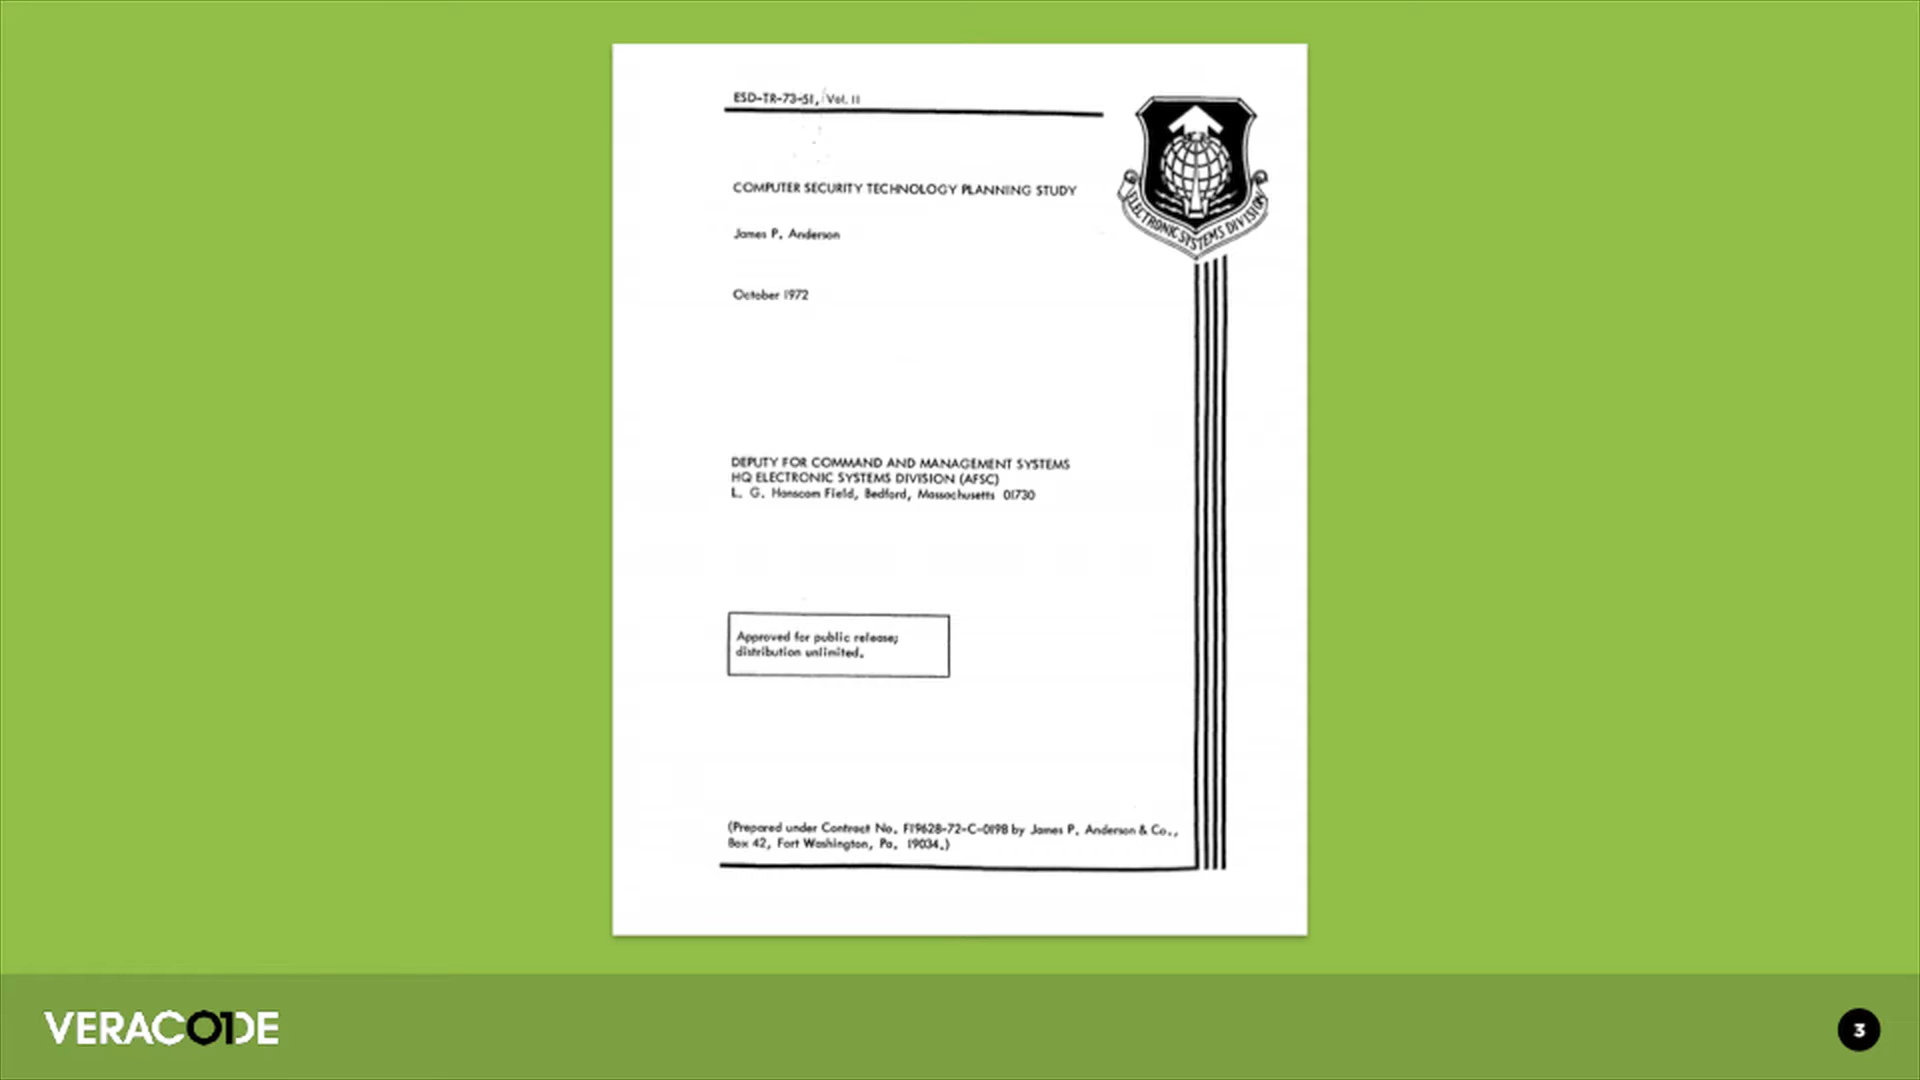 ESD-TR-73-51, Vol. II
COMPUTER SECURITY TECHNOLOGY PLANNING STUDY
James P. Anderson
October 1972
ELECTRONIC SYSTEMS DIVISION
DEPUTY FOR COMMAND AND MANAGEMENT SYSTEMS
HQ ELECTRONIC SYSTEMS DIVISION (AFSC)
L. G. Hanscom Field, Bedford, Massachusetts 01730
Approved for public release;
distribution unlimited.
(Prepared under Contract No. F19628-72-C-0198 by James P. Anderson & Co.,
Box 42, Fort Washington, Pa. 19034.)
VERACODE
3